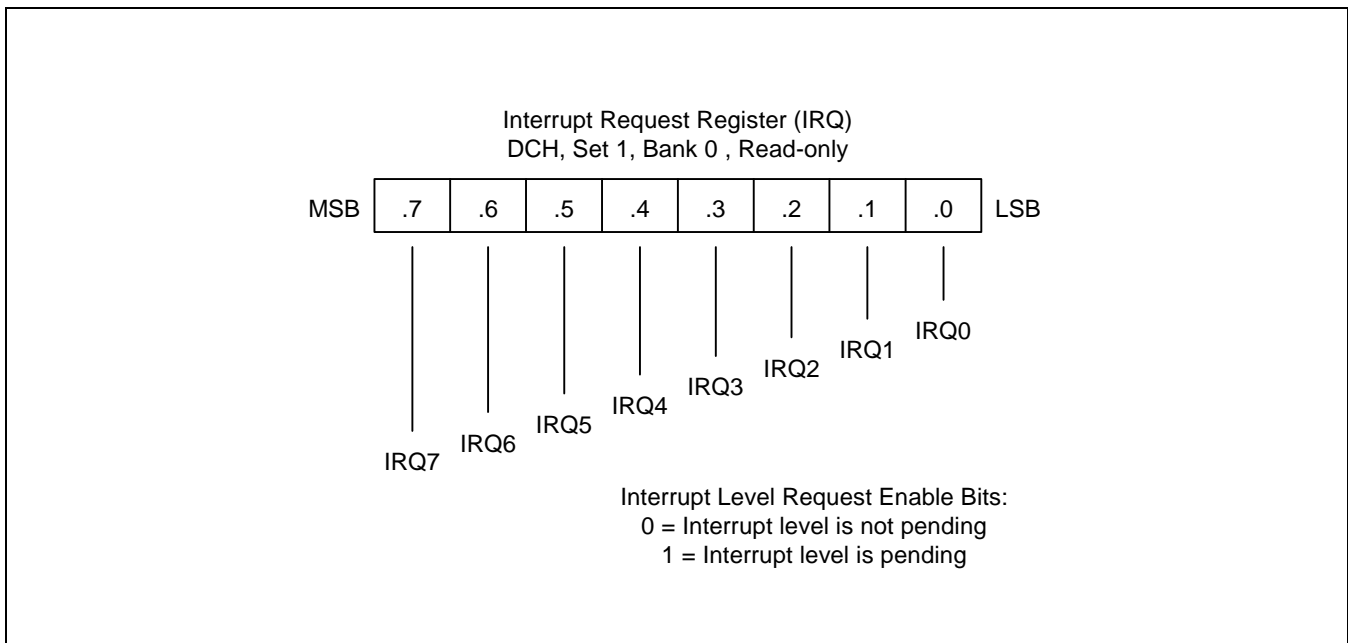 Interrupt Request Register (IRQ)
DCH, Set 1, Bank 0 , Read-only
MSB .7 .6 .5 .4 .3 .2 .1 .0 LSB
IRQ7 IRQ6 IRQ5 IRQ4 IRQ3 IRQ2 IRQ1 IRQ0
Interrupt Level Request Enable Bits:
0 = Interrupt level is not pending
1 = Interrupt level is pending